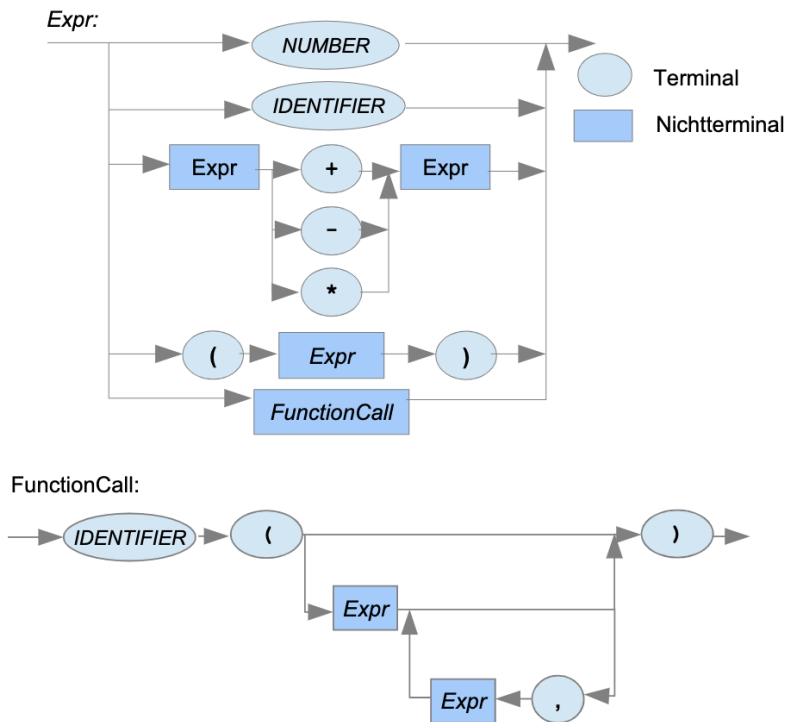 Expr:
NUMBER
Terminal
IDENTIFIER
Nichtterminal
Expr + Expr
-
*
( Expr )
FunctionCall
FunctionCall:
IDENTIFIER ( )
Expr
Expr ,